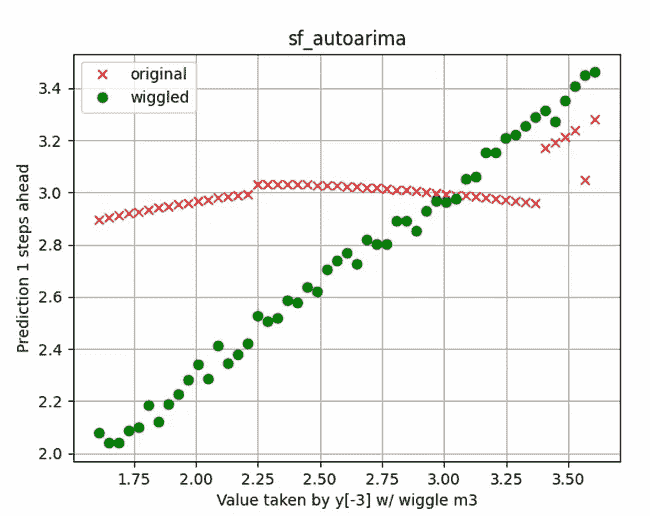 sf_autoarima
original
wiggled
Prediction 1 steps ahead
3.4
3.2
3.0
2.8
2.6
2.4
2.2
2.0
1.75 2.00 2.25 2.50 2.75 3.00 3.25 3.50
Value taken by y[-3] w/ wiggle m3